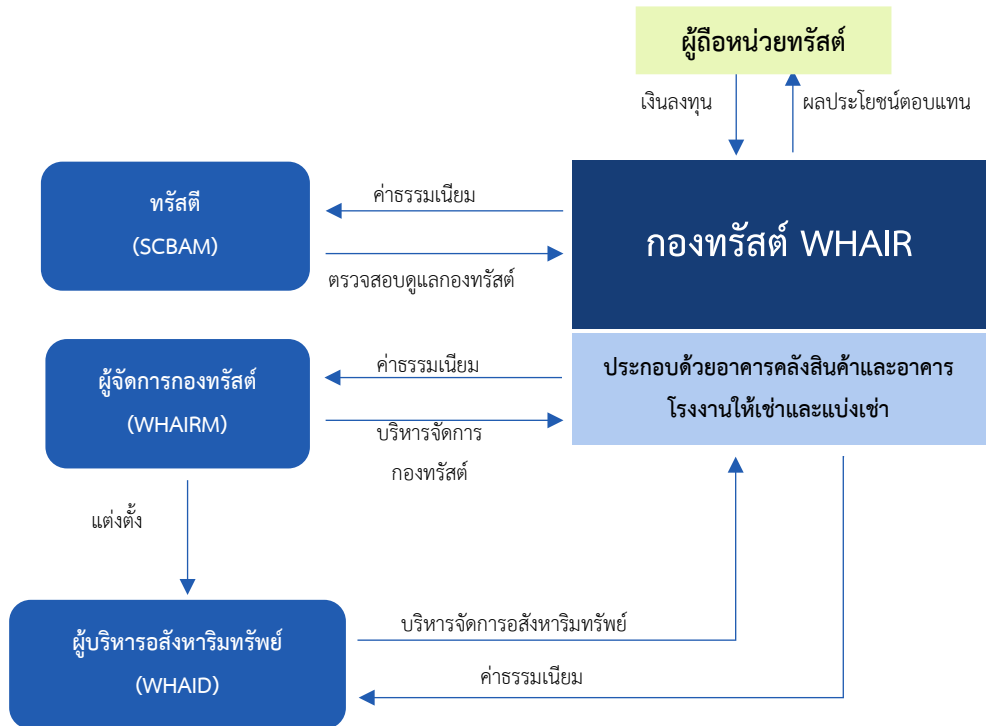 ผู้ถือหน่วยทรัสต์
เงินลงทุน
ผลประโยชน์ตอบแทน
ทรัสตี
(SCBAM)
ค่าธรรมเนียม
ตรวจสอบดูแลกองทรัสต์
กองทรัสต์ WHAIR
ประกอบด้วยอาคารคลังสินค้าและอาคาร
โรงงานให้เช่าและแบ่งเช่า
ผู้จัดการกองทรัสต์
(WHAIRM)
ค่าธรรมเนียม
บริหารจัดการ
กองทรัสต์
แต่งตั้ง
ผู้บริหารอสังหาริมทรัพย์
(WHAID)
บริหารจัดการอสังหาริมทรัพย์
ค่าธรรมเนียม